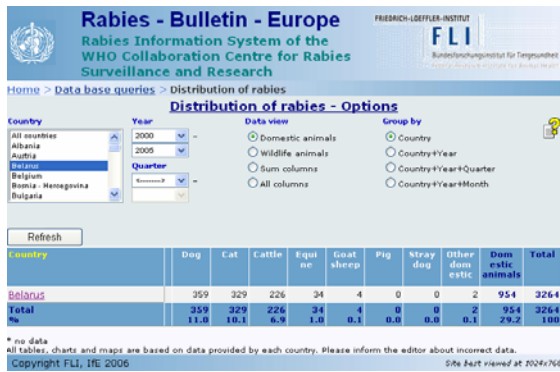 Rabies - Bulletin - Europe
Rabies Information System of the
WHO Collaboration Centre for Rabies
Surveillance and Research
FRIEDRICH-LOEFFLER-INSTITUT
FLI
Bundesforschungsinstitut für Tiergesundheit
Home > Data base queries > Distribution of rabies
Distribution of rabies - Options
Country Year Data view Group by
All countries
Albania
Austria
Belarus
Belgium
Bosnia - Hercegovina
Bulgaria
2000 -
2005
Quarter
<-------> -
Domestic animals
Wildlife animals
Sum columns
All columns
Country
Country+Year
Country+Year+Quarter
Country+Year+Month
Refresh
Country Dog Cat Cattle Equine Goat sheep Pig Stray dog Other domestic Domestic animals Total
Belarus 359 329 226 34 4 0 0 2 954 3264
Total 359 329 226 34 4 0 0 2 954 3264
% 11.0 10.1 6.9 1.0 0.1 0.0 0.0 0.1 29.2 100
* no data
All tables, charts and maps are based on data provided by each country. Please inform the editor about incorrect data.
Copyright FLI, IfE 2006 Site best viewed at 1024x768